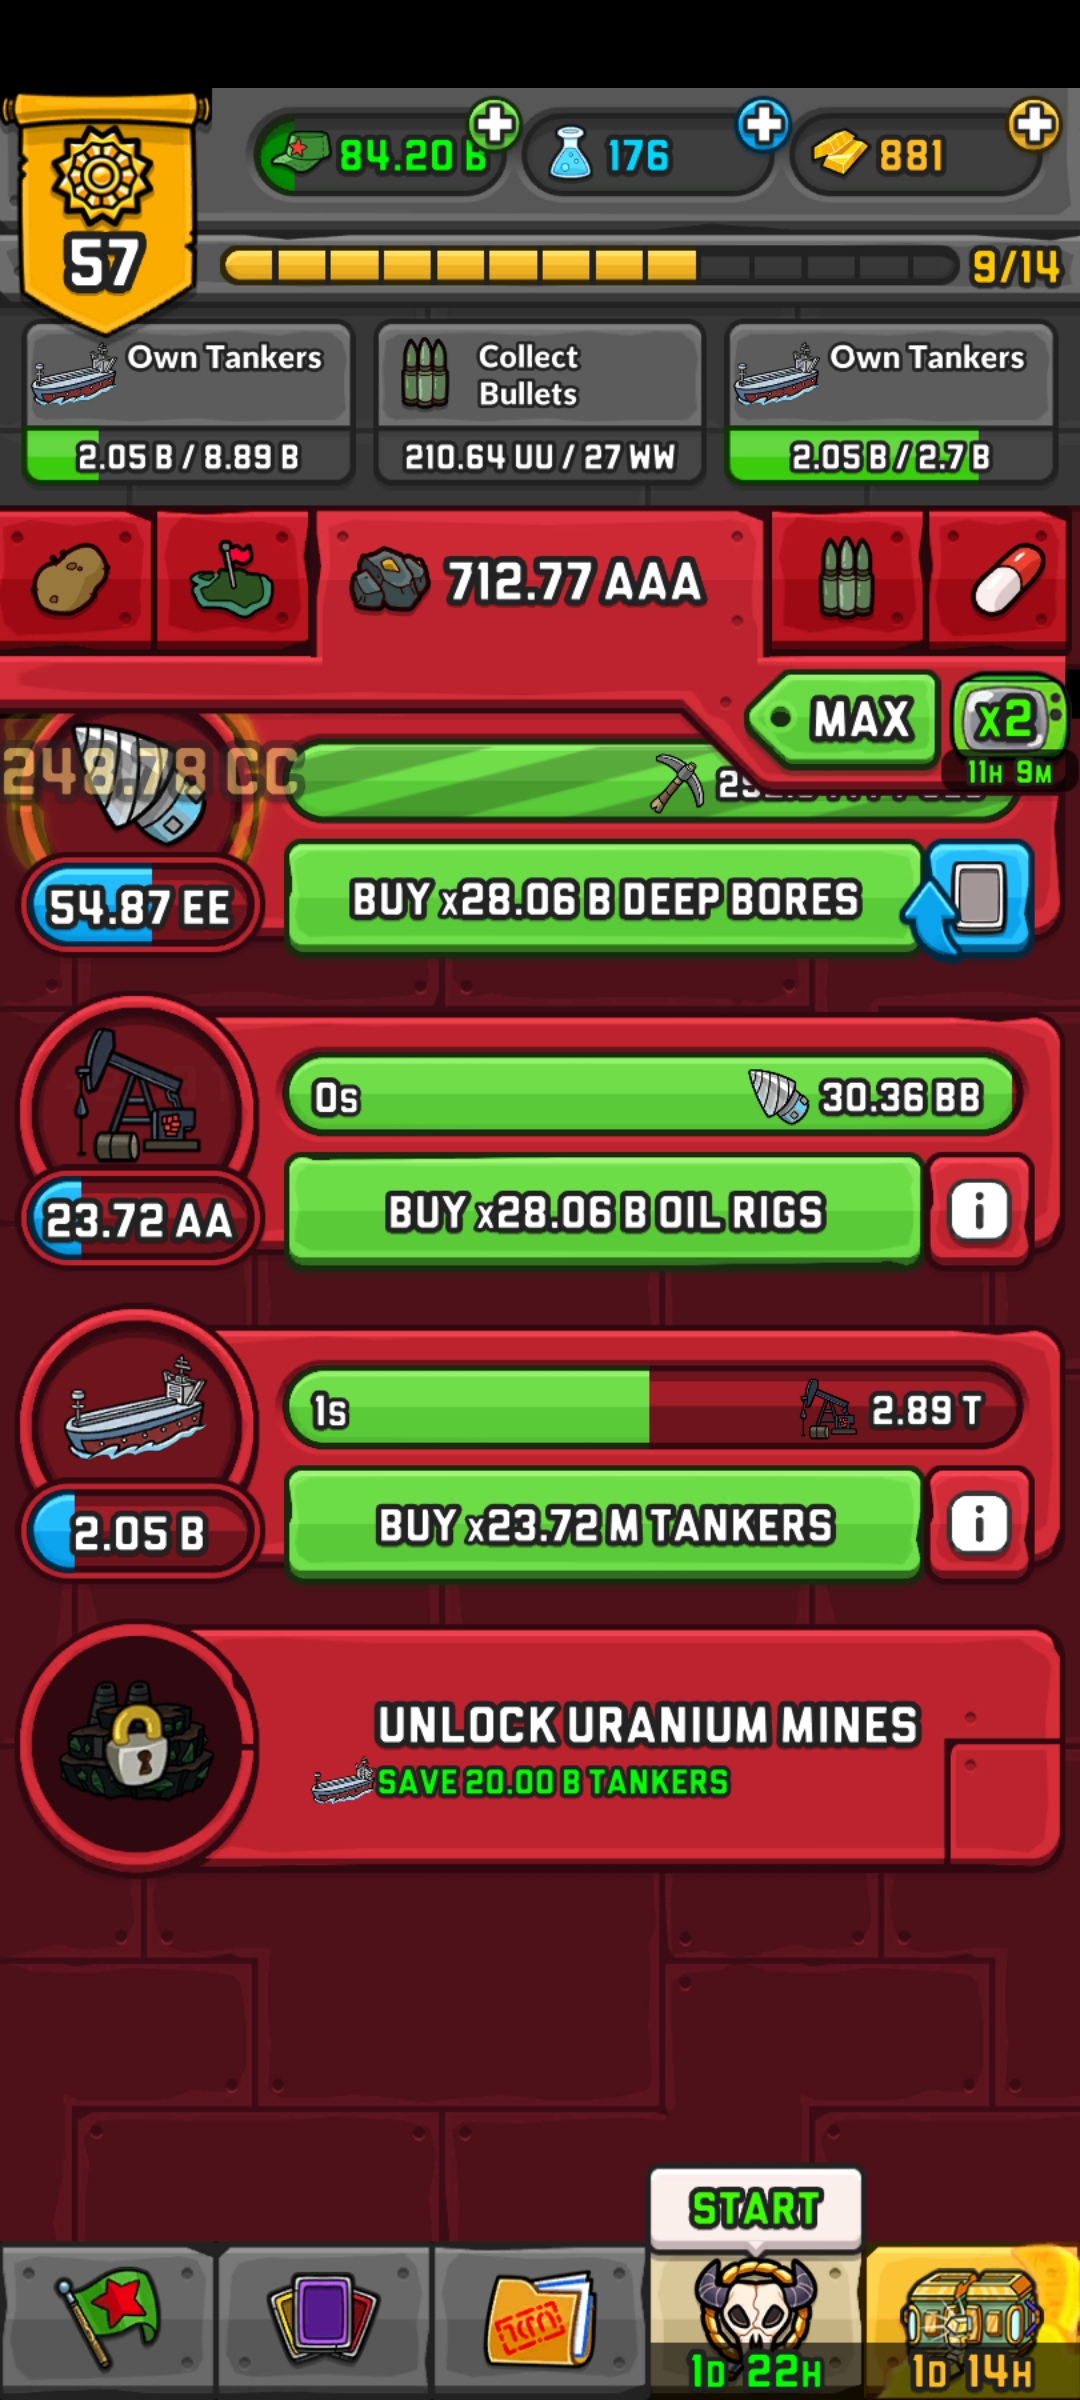 57
84.20 B
176
881
9/14
Own Tankers
2.05 B / 8.89 B
Collect
Bullets
210.64 UU / 27 WW
Own Tankers
2.05 B / 2.7 B
712.77 AAA
MAX
x2
11H 9M
248.78 CC
54.87 EE
BUY x28.06 B DEEP BORES
0s
30.36 BB
23.72 AA
BUY x28.06 B OIL RIGS
i
1s
2.89 T
2.05 B
BUY x23.72 M TANKERS
i
UNLOCK URANIUM MINES
SAVE 20.00 B TANKERS
START
1D 22H
1D 14H